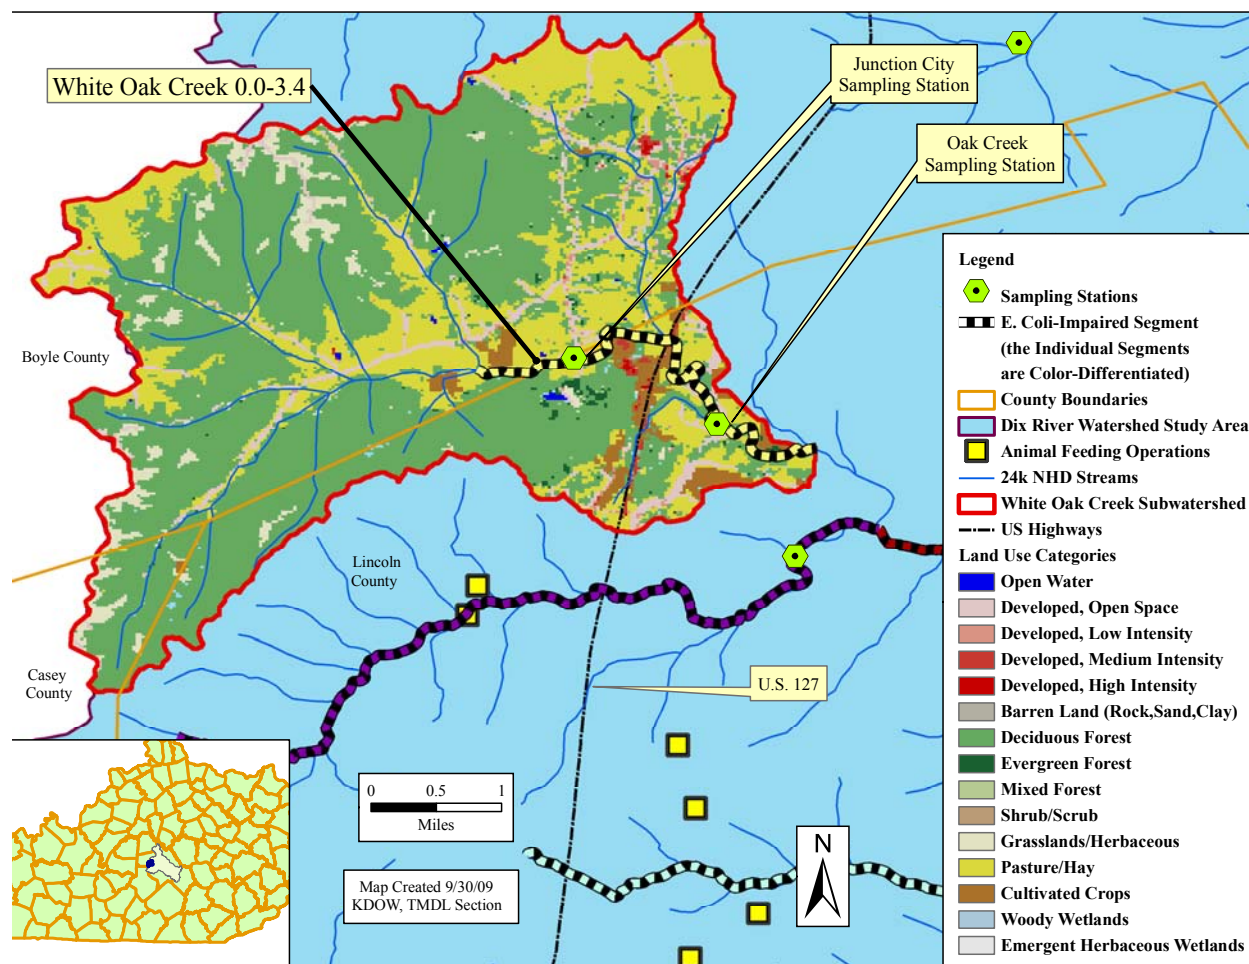 White Oak Creek 0.0-3.4
Junction City
Sampling Station
Oak Creek
Sampling Station
Boyle County
Lincoln
County
Casey
County
U.S. 127
0 0.5 1
Miles
Map Created 9/30/09
KDOW, TMDL Section
N
Legend
Sampling Stations
E. Coli-Impaired Segment
(the Individual Segments
are Color-Differentiated)
County Boundaries
Dix River Watershed Study Area
Animal Feeding Operations
24k NHD Streams
White Oak Creek Subwatershed
US Highways
Land Use Categories
Open Water
Developed, Open Space
Developed, Low Intensity
Developed, Medium Intensity
Developed, High Intensity
Barren Land (Rock,Sand,Clay)
Deciduous Forest
Evergreen Forest
Mixed Forest
Shrub/Scrub
Grasslands/Herbaceous
Pasture/Hay
Cultivated Crops
Woody Wetlands
Emergent Herbaceous Wetlands